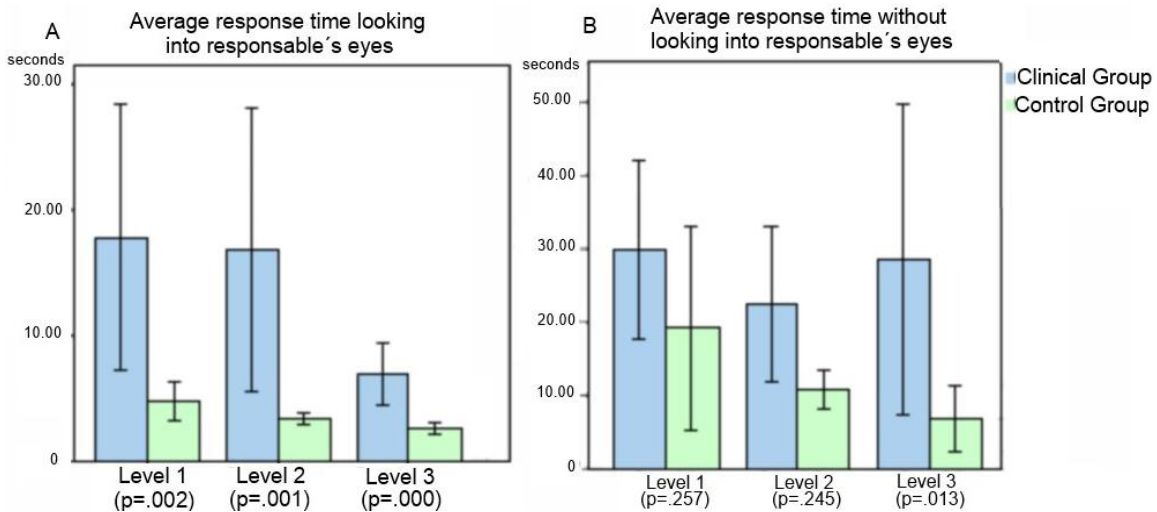 A
Average response time looking
into responsable´s eyes
seconds
30.00
20.00
10.00
0
Level 1
(p=.002)
Level 2
(p=.001)
Level 3
(p=.000)
B
Average response time without
looking into responsable´s eyes
seconds
50.00
40.00
30.00
20.00
10.00
0
Level 1
(p=.257)
Level 2
(p=.245)
Level 3
(p=.013)
Clinical Group
Control Group